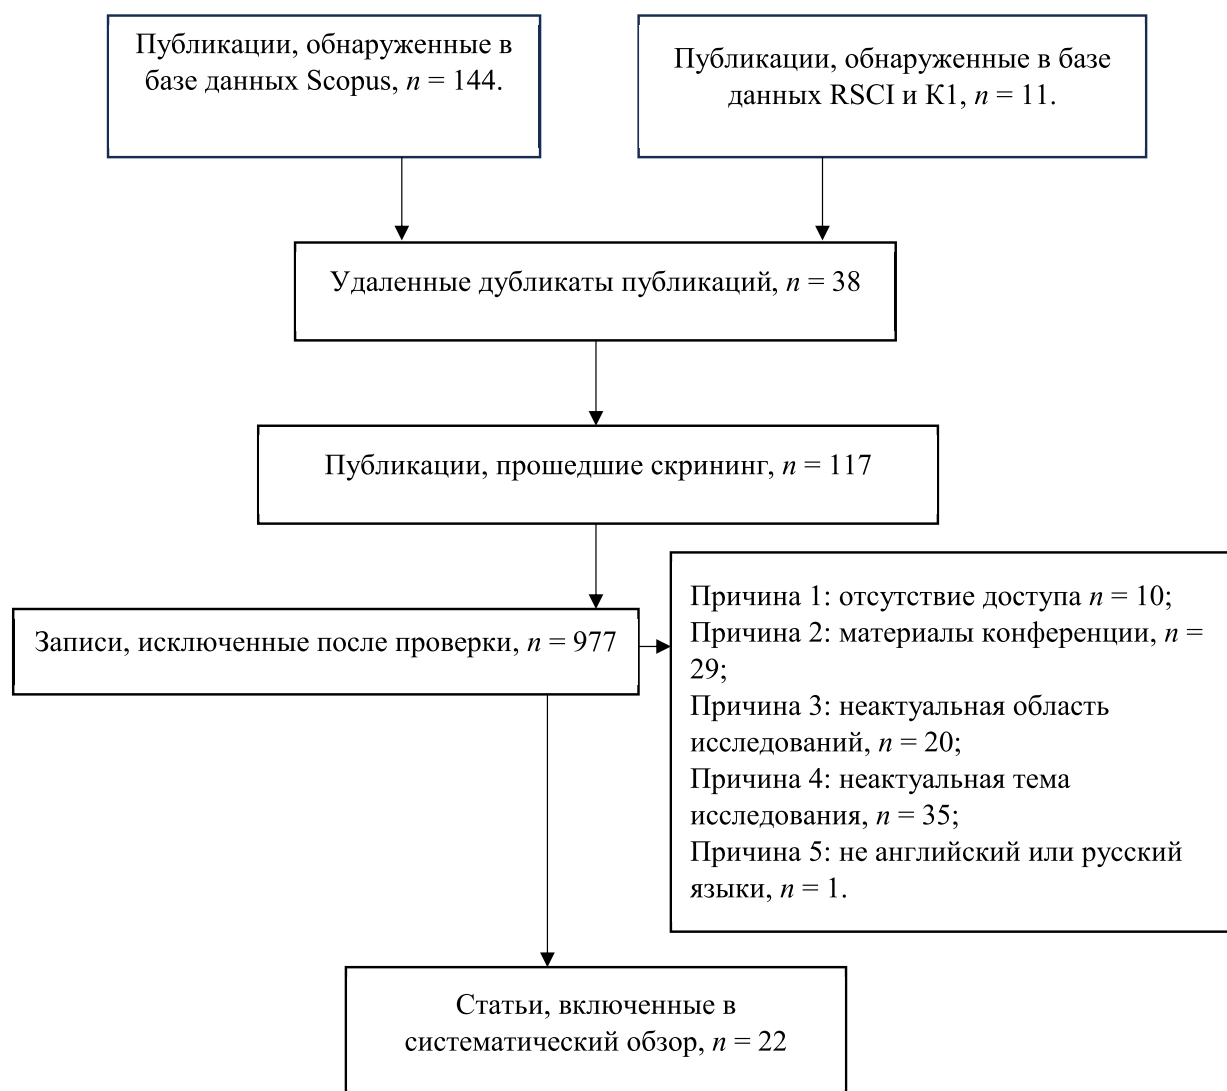 Публикации, обнаруженные в
базе данных Scopus, n = 144.
Публикации, обнаруженные в базе
данных RSCI и К1, n = 11.
Удаленные дубликаты публикаций, n = 38
Публикации, прошедшие скрининг, n = 117
Записи, исключенные после проверки, n = 977
Причина 1: отсутствие доступа n = 10;
Причина 2: материалы конференции, n =
29;
Причина 3: неактуальная область
исследований, n = 20;
Причина 4: неактуальная тема
исследования, n = 35;
Причина 5: не английский или русский
языки, n = 1.
Статьи, включенные в
систематический обзор, n = 22